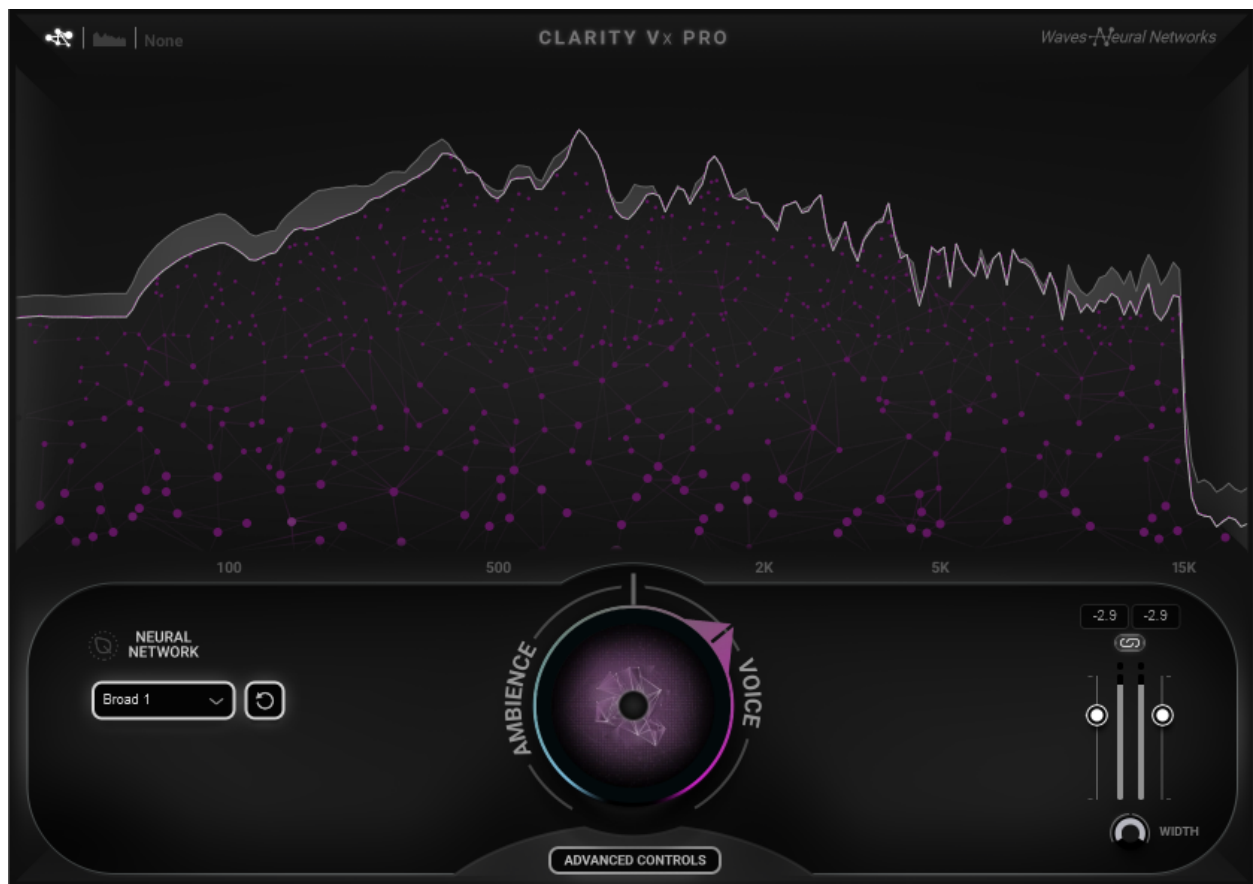 None
CLARITY Vx PRO
Waves Neural Networks
100 500 2K 5K 15K
NEURAL
NETWORK
Broad 1
AMBIENCE
VOICE
-2.9 -2.9
WIDTH
ADVANCED CONTROLS